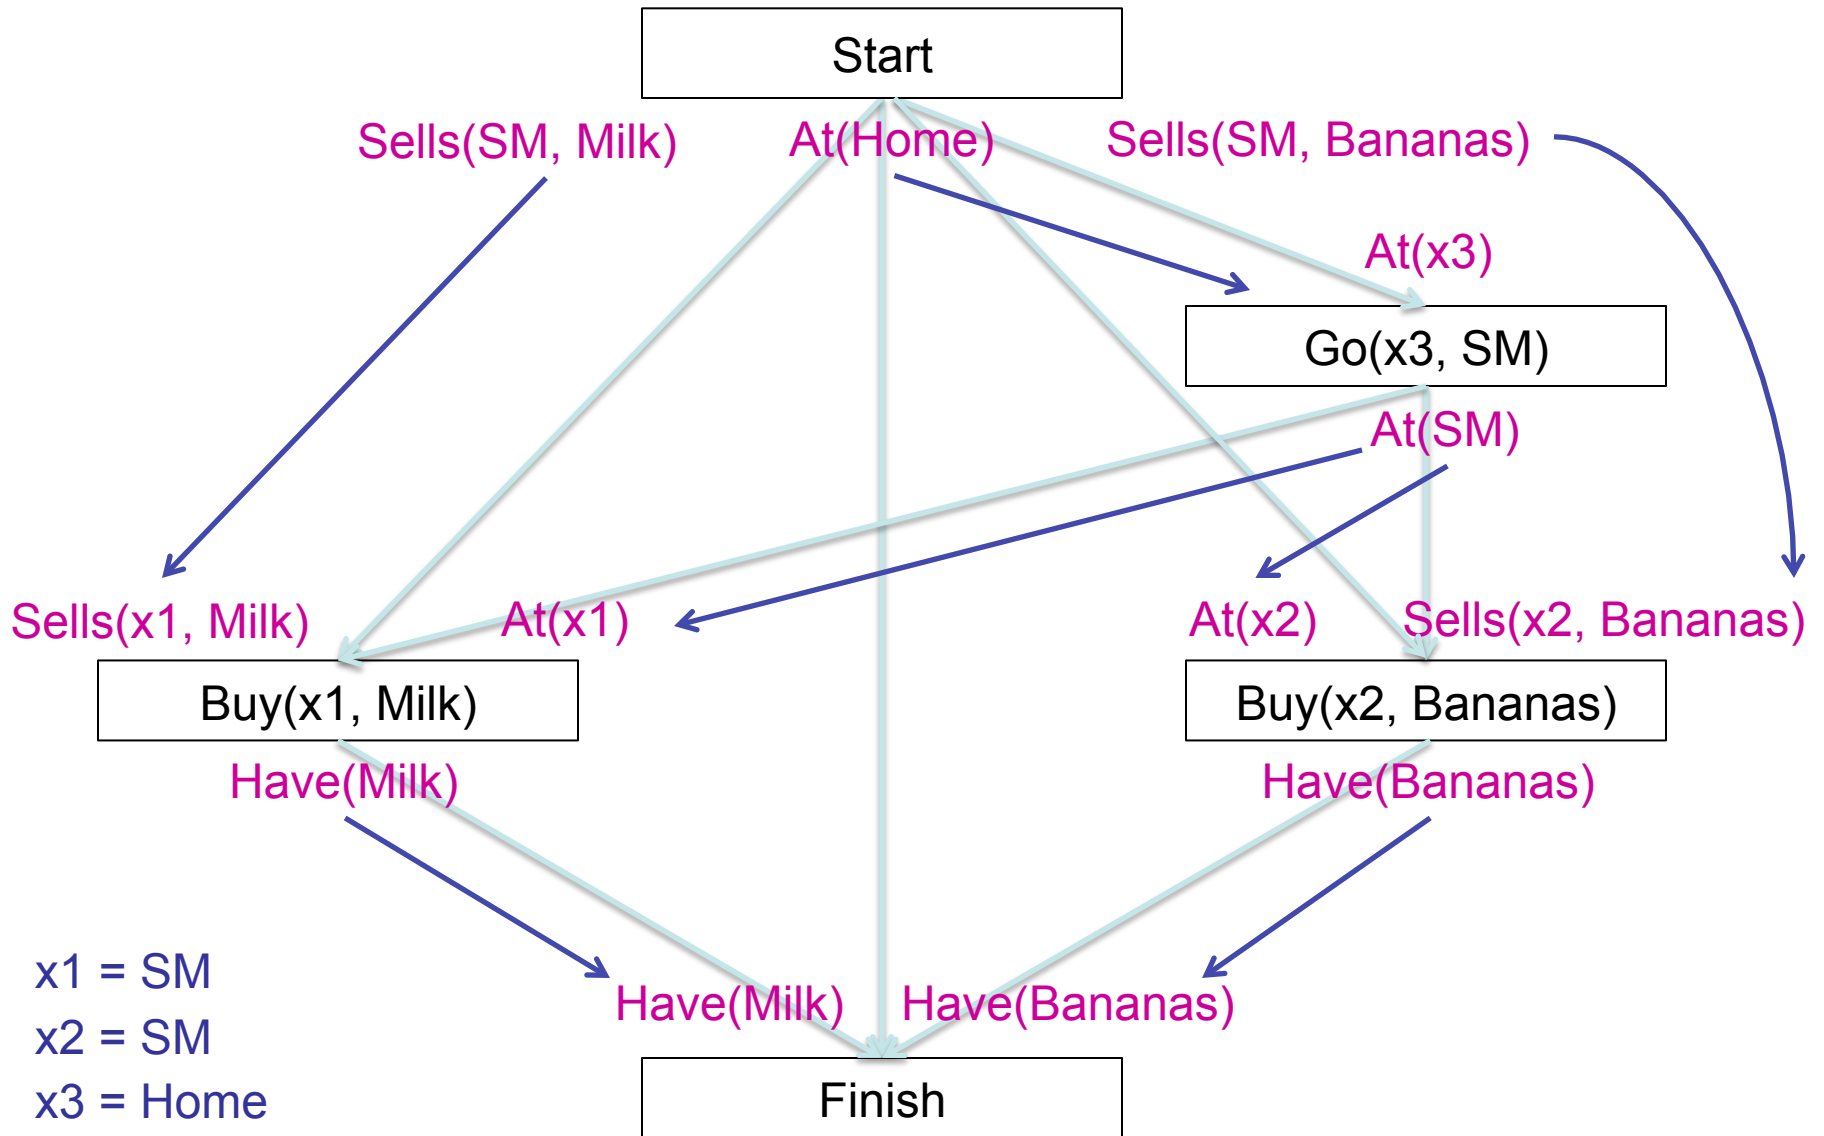 Start
Sells(SM, Milk)
At(Home)
Sells(SM, Bananas)
At(x3)
Go(x3, SM)
At(SM)
Sells(x1, Milk)
At(x1)
At(x2)
Sells(x2, Bananas)
Buy(x1, Milk)
Buy(x2, Bananas)
Have(Milk)
Have(Bananas)
x1 = SM
x2 = SM
x3 = Home
Have(Milk)
Have(Bananas)
Finish